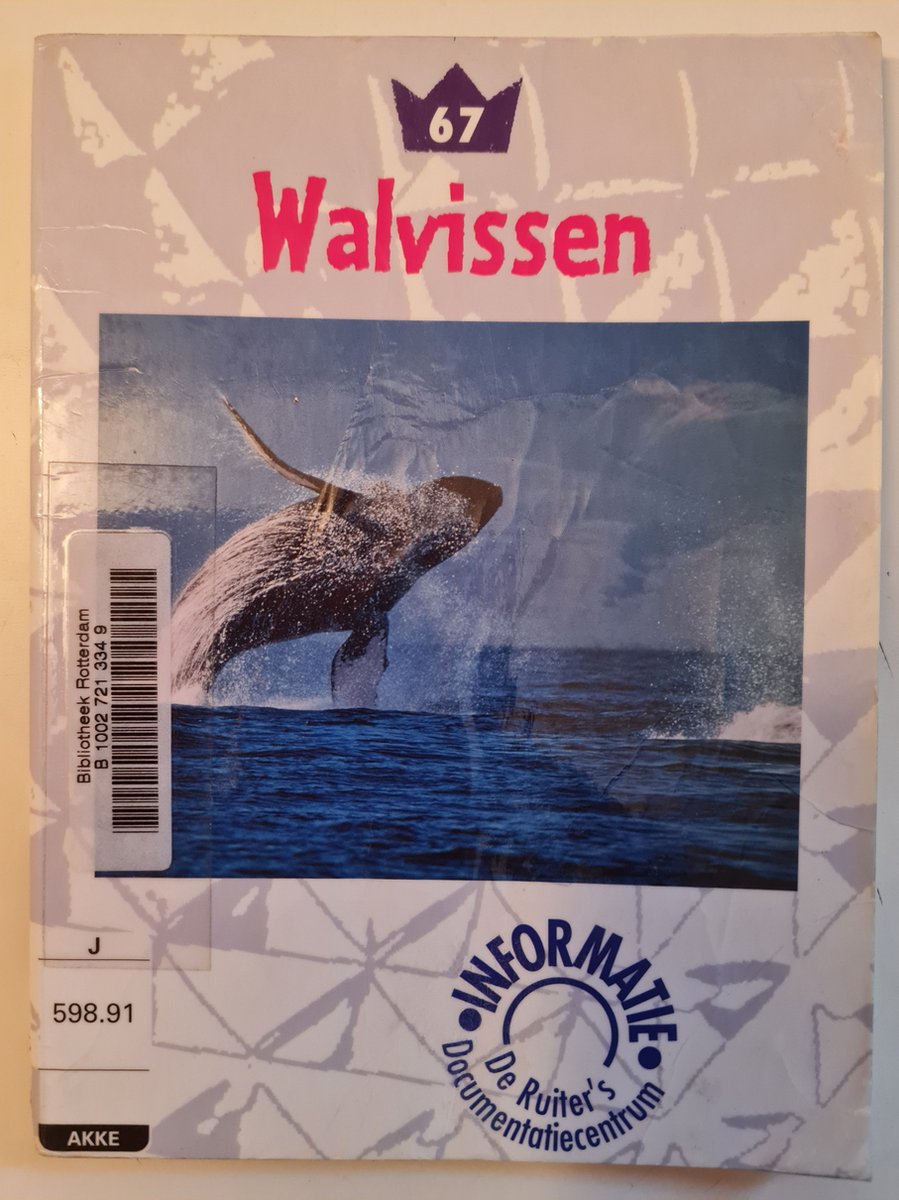 67
Walvissen
Bibliotheek Rotterdam
B 1002 721 334 9
J
598.91
AKKE
•INFORMATIE•
De Ruiter's
Documentatiecentrum